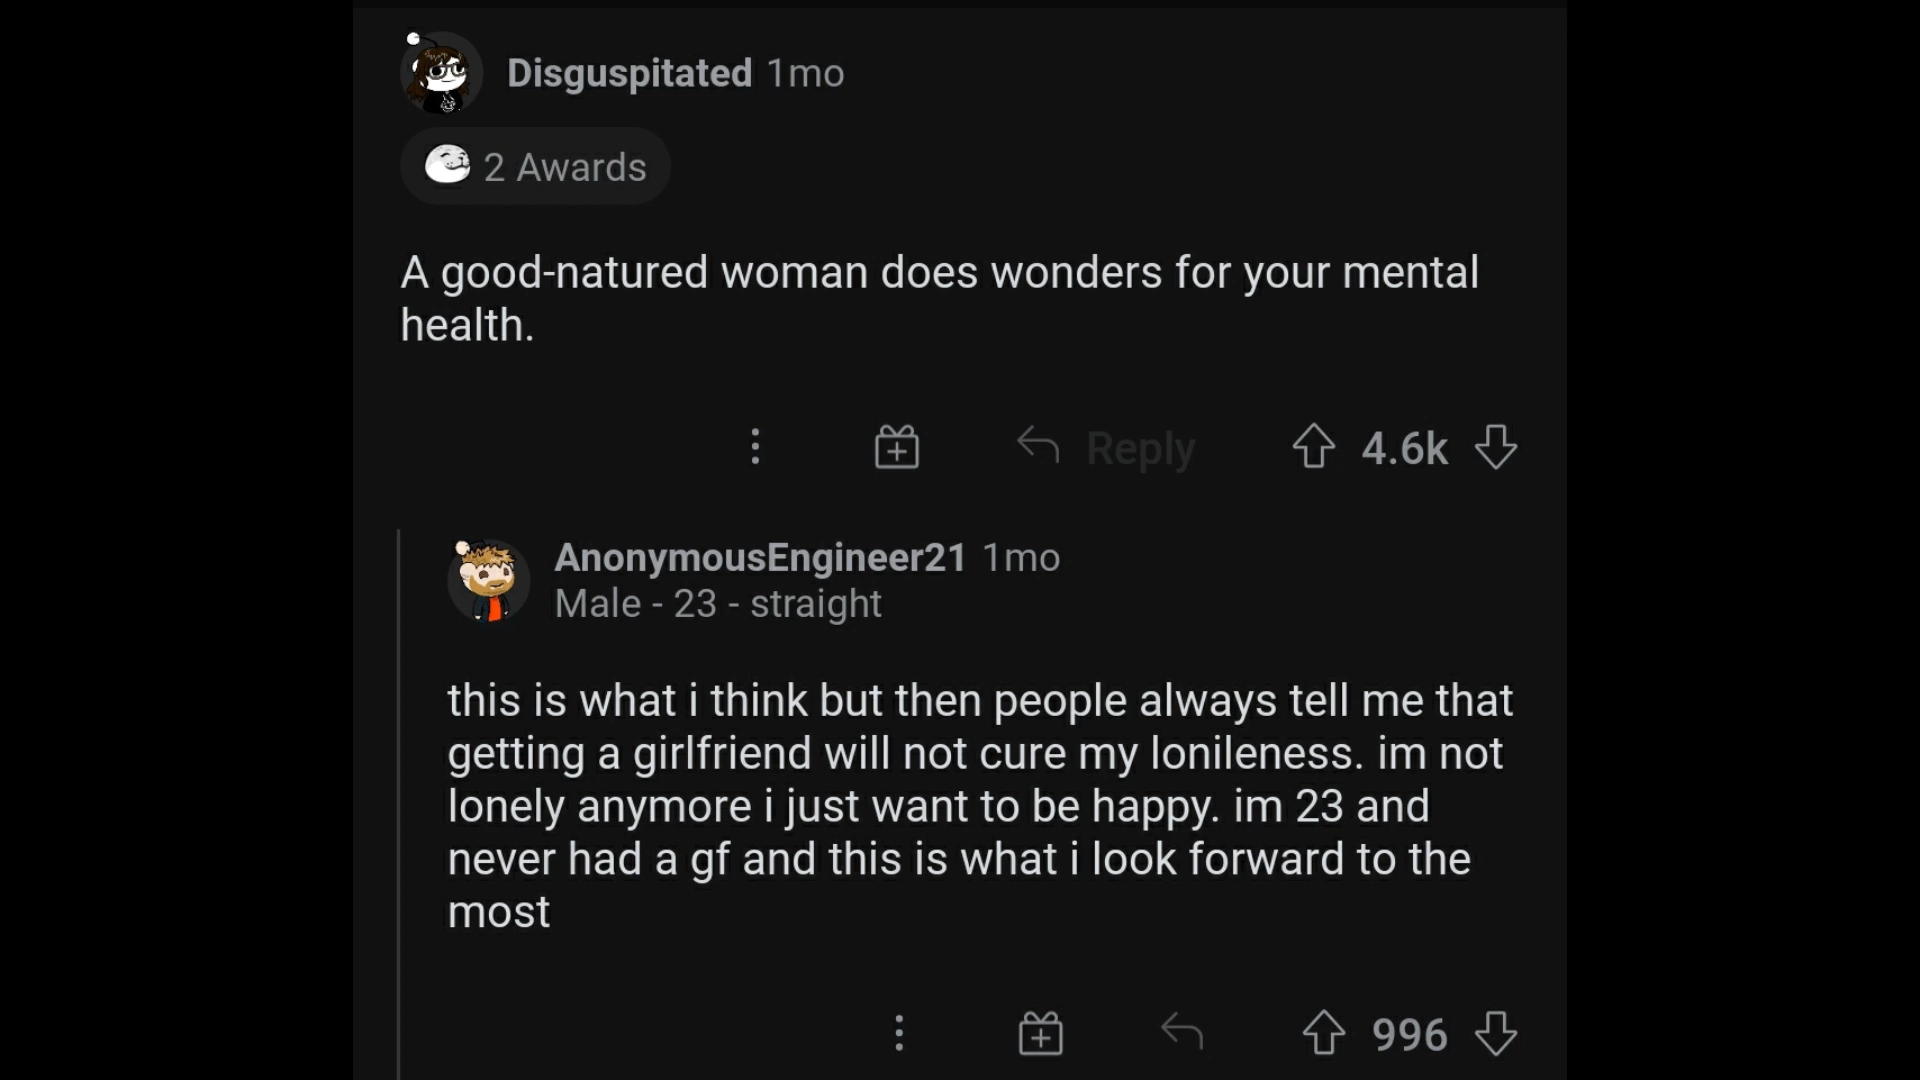 Disguspitated 1mo
2 Awards
A good-natured woman does wonders for your mental
health.
Reply 4.6k
AnonymousEngineer21 1mo
Male - 23 - straight
this is what i think but then people always tell me that
getting a girlfriend will not cure my lonileness. im not
lonely anymore i just want to be happy. im 23 and
never had a gf and this is what i look forward to the
most
996